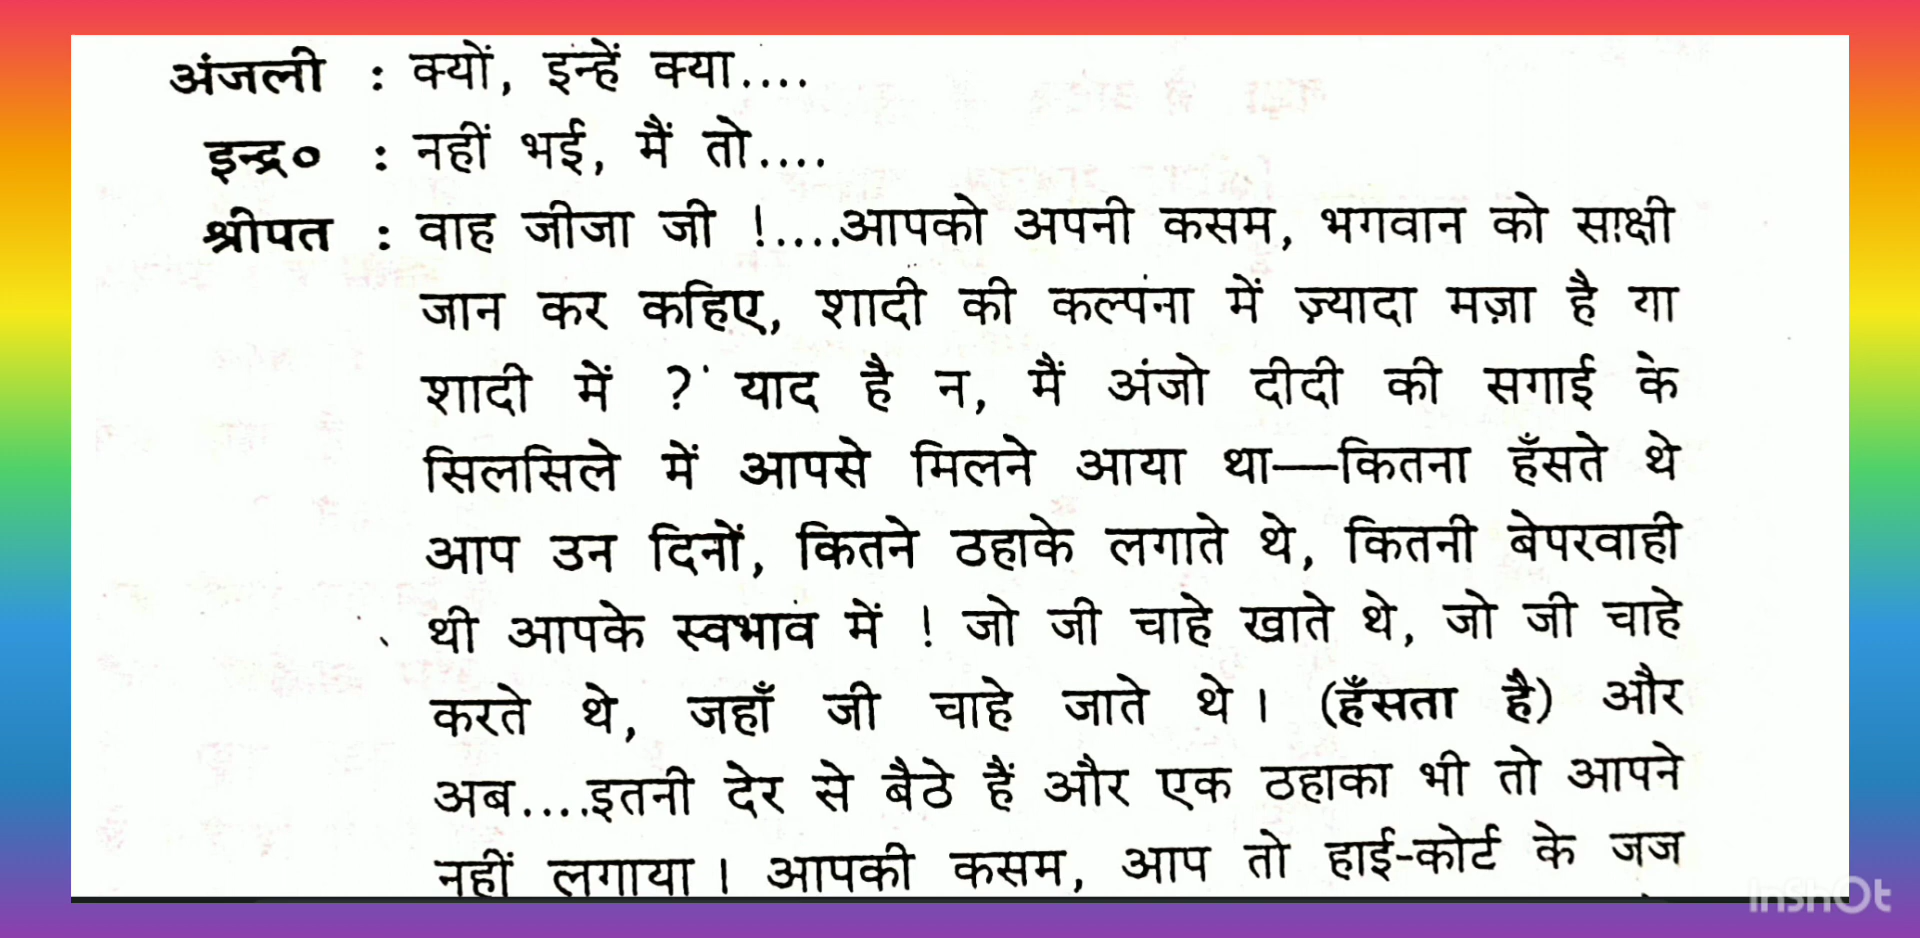 अंजली : क्यों, इन्हें क्या....
इन्द्र० : नहीं भई, मैं तो....
श्रीपत : वाह जीजा जी !....आपको अपनी कसम, भगवान को साक्षी
जान कर कहिए, शादी की कल्पना में ज़्यादा मज़ा है या
शादी में ? याद है न, मैं अंजो दीदी की सगाई के
सिलसिले में आपसे मिलने आया था—कितना हँसते थे
आप उन दिनों, कितने ठहाके लगाते थे, कितनी बेपरवाही
थी आपके स्वभाव में ! जो जी चाहे खाते थे, जो जी चाहे
करते थे, जहाँ जी चाहे जाते थे । (हँसता है) और
अब....इतनी देर से बैठे हैं और एक ठहाका भी तो आपने
नहीं लगाया । आपकी कसम, आप तो हाई-कोर्ट के जज
InShOt